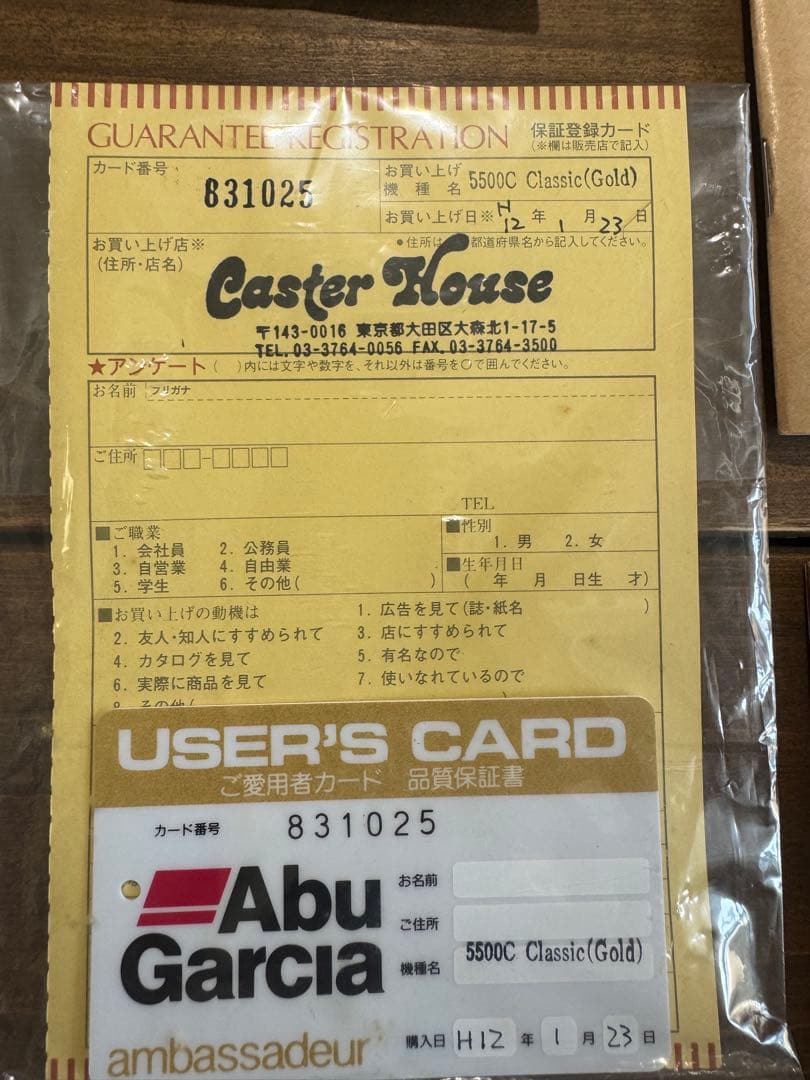 GUARANTEE REGISTRATION 保証登録カード
(※欄は販売店で記入)
カード番号
831025
お買い上げ
機種名 5500C Classic(Gold)
お買い上げ日※ H12年1月23日
お買い上げ店※
(住所・店名)
●住所は 都道府県名から記入してください。
Caster House
〒143-0016 東京都大田区大森北1-17-5
TEL.03-3764-0056 FAX.03-3764-3500
★アンケート ( )内には文字や数字を、それ以外は番号を○で囲んでください。
お名前 フリガナ
ご住所 □□□-□□□□
TEL
■ご職業
1. 会社員 2. 公務員
3. 自営業 4. 自由業
5. 学生 6. その他( )
■性別
1. 男 2. 女
■生年月日
( 年 月 日生 才)
■お買い上げの動機は 1. 広告を見て(誌・紙名 )
2. 友人・知人にすすめられて 3. 店にすすめられて
4. カタログを見て 5. 有名なので
6. 実際に商品を見て 7. 使いなれているので
8. その他( )
USER'S CARD
ご愛用者カード 品質保証書
カード番号 831025
Abu
Garcia
ambassadeur
お名前
ご住所
機種名 5500C Classic(Gold)
購入日 H12 年 1 月 23 日